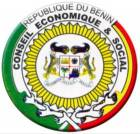 REPUBLIQUE DU BENIN
CONSEIL ECONOMIQUE & SOCIAL